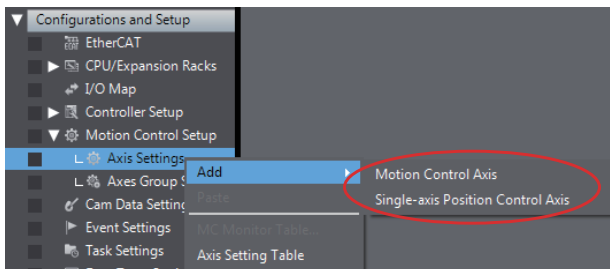 Configurations and Setup
EtherCAT
CPU/Expansion Racks
I/O Map
Controller Setup
Motion Control Setup
Axis Settings
Add
Motion Control Axis
Axes Group S
Paste
Single-axis Position Control Axis
Cam Data Setting
Event Settings
MC Monitor Table...
Task Settings
Axis Setting Table